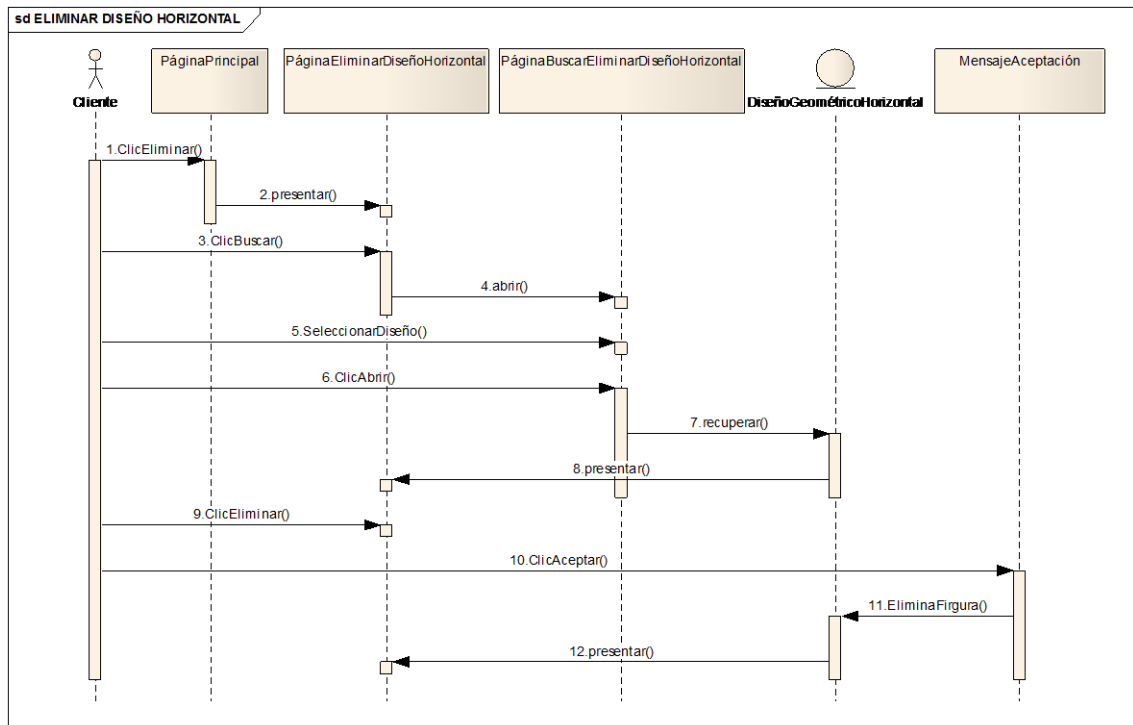 sd ELIMINAR DISEÑO HORIZONTAL
Cliente
PáginaPrincipal
PáginaEliminarDiseñoHorizontal
PáginaBuscarEliminarDiseñoHorizontal
DiseñoGeométricoHorizontal
MensajeAceptación
1.ClicEliminar()
2.presentar()
3.ClicBuscar()
4.abrir()
5.SeleccionarDiseño()
6.ClicAbrir()
7.recuperar()
8.presentar()
9.ClicEliminar()
10.ClicAceptar()
11.EliminaFirgura()
12.presentar()